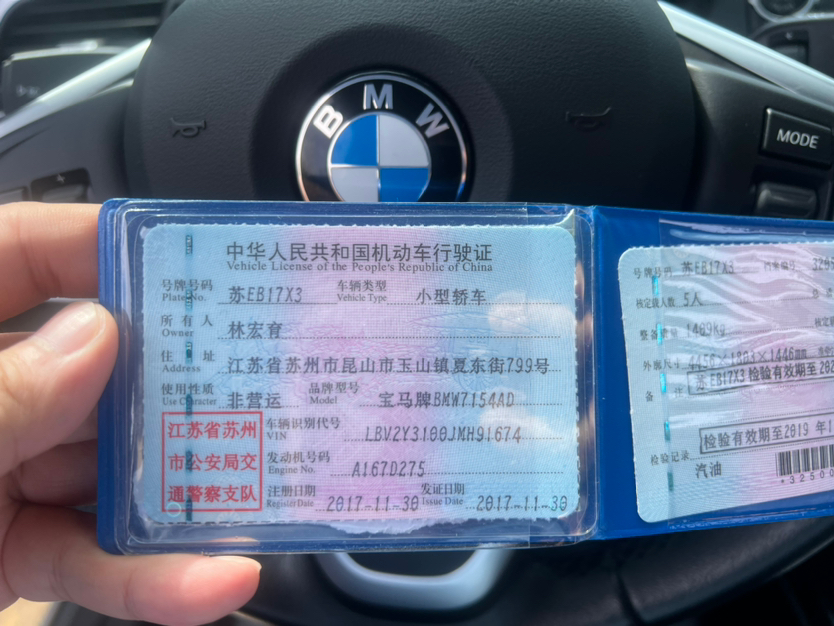 BMW
MODE
中华人民共和国机动车行驶证
Vehicle License of the People's Republic of China
号牌号码 苏EB17X3 车辆类型 小型轿车
Plate No. Vehicle Type
所有人 林宏育
Owner
住址 江苏省苏州市昆山市玉山镇夏东街799号
Address
使用性质 非营运 品牌型号 宝马牌BMW7154AD
Use Character Model
江苏省苏州
市公安局交
通警察支队
车辆识别代号 LBV2Y3100JMH91674
VIN
发动机号码 A167D275
Engine No.
注册日期 2017-11-30 发证日期 2017-11-30
Register Date Issue Date
号牌号码 苏EB17X3 档案编号
核定载人数 5人
整备质量
外廓尺寸
备注 苏EB17X3 检验有效期至
检验有效期至2019 年
检验记录
汽油